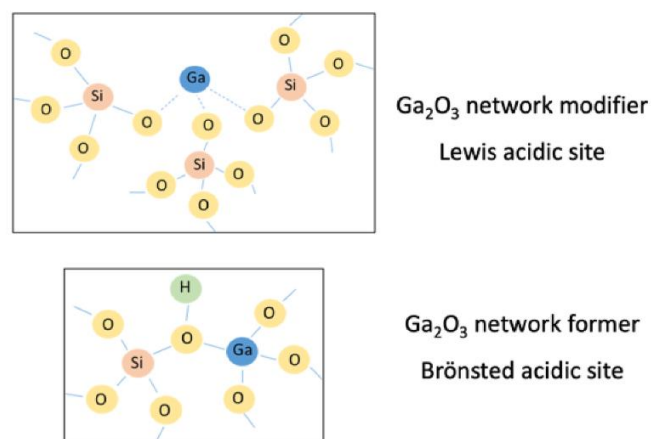 O
O
O
Ga
Si
Si
O
O
O
O
O
O
Si
O
O
O
Ga₂O₃ network modifier
Lewis acidic site
H
O
O
O
Ga
O
Si
O
O
O
Ga₂O₃ network former
Brönsted acidic site